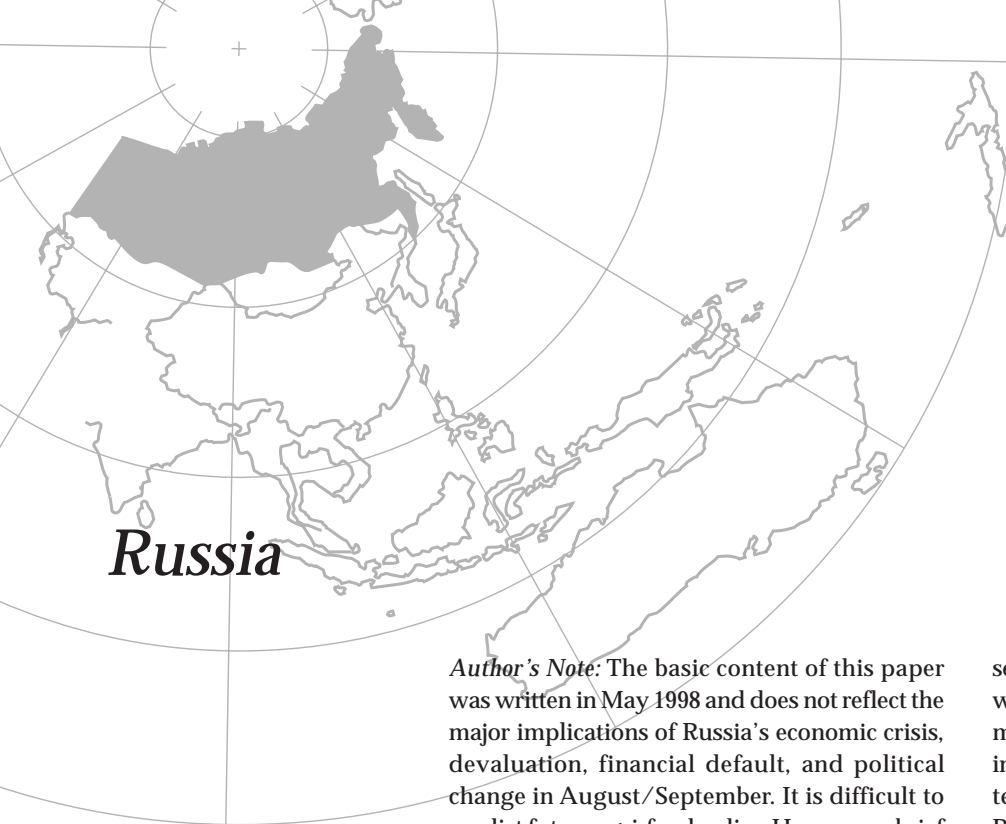 Russia
Author's Note: The basic content of this paper
was written in May 1998 and does not reflect the
major implications of Russia's economic crisis,
devaluation, financial default, and political
change in August/September. It is difficult to